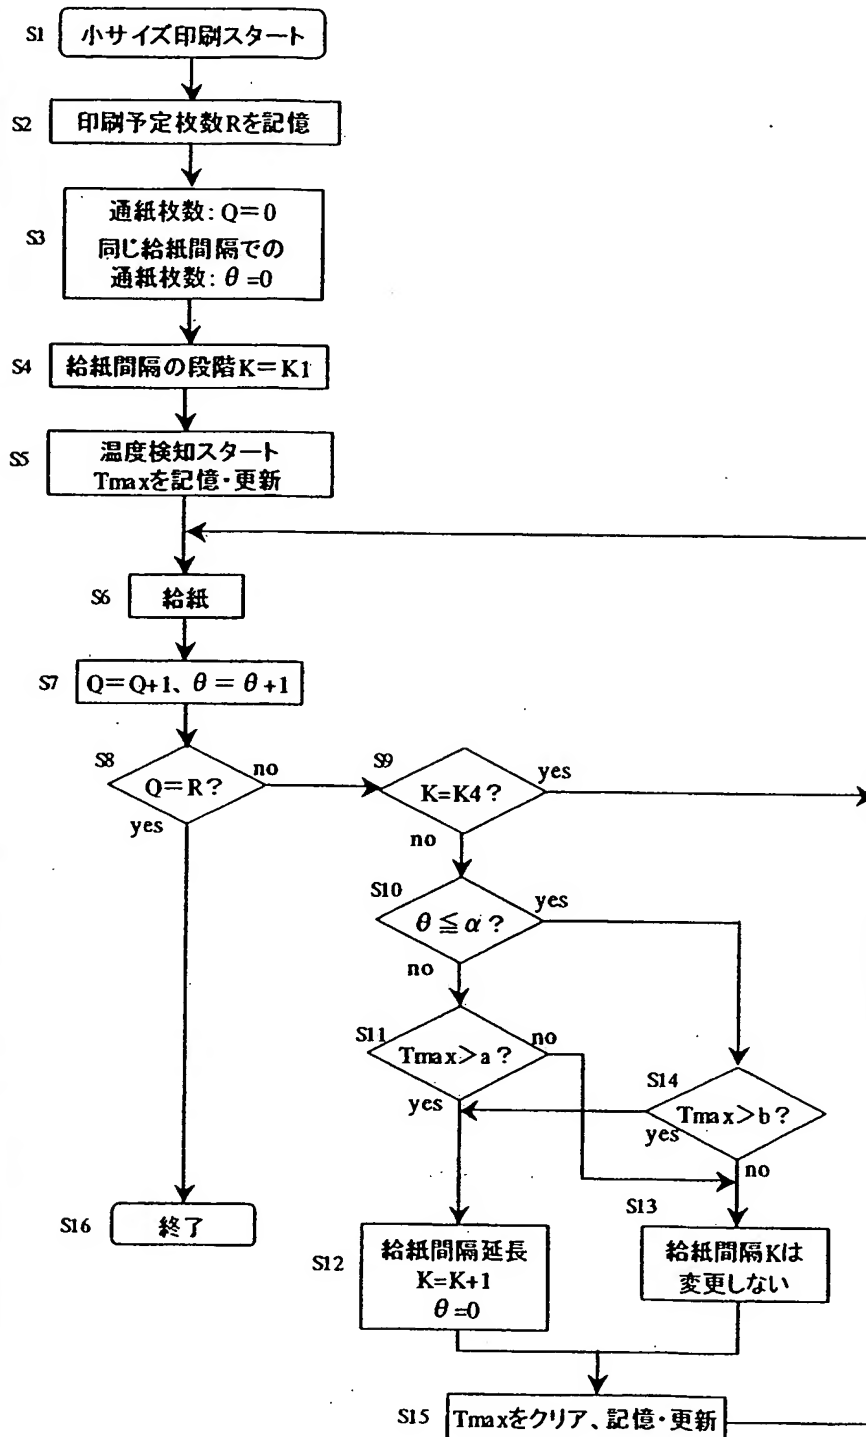 S1 小サイズ印刷スタート
S2 印刷予定枚数Rを記憶
S3 通紙枚数: Q=0
同じ給紙間隔での
通紙枚数: θ=0
S4 給紙間隔の段階K=K1
S5 温度検知スタート
Tmaxを記憶・更新
S6 給紙
S7 Q=Q+1、θ=θ+1
S8 Q=R?
no
yes
S9 K=K4?
yes
no
S10 θ≦α?
yes
no
S11 Tmax>a?
no
yes
S14 Tmax>b?
yes
no
S16 終了
S12 給紙間隔延長
K=K+1
θ=0
S13 給紙間隔Kは
変更しない
S15 Tmaxをクリア、記憶・更新